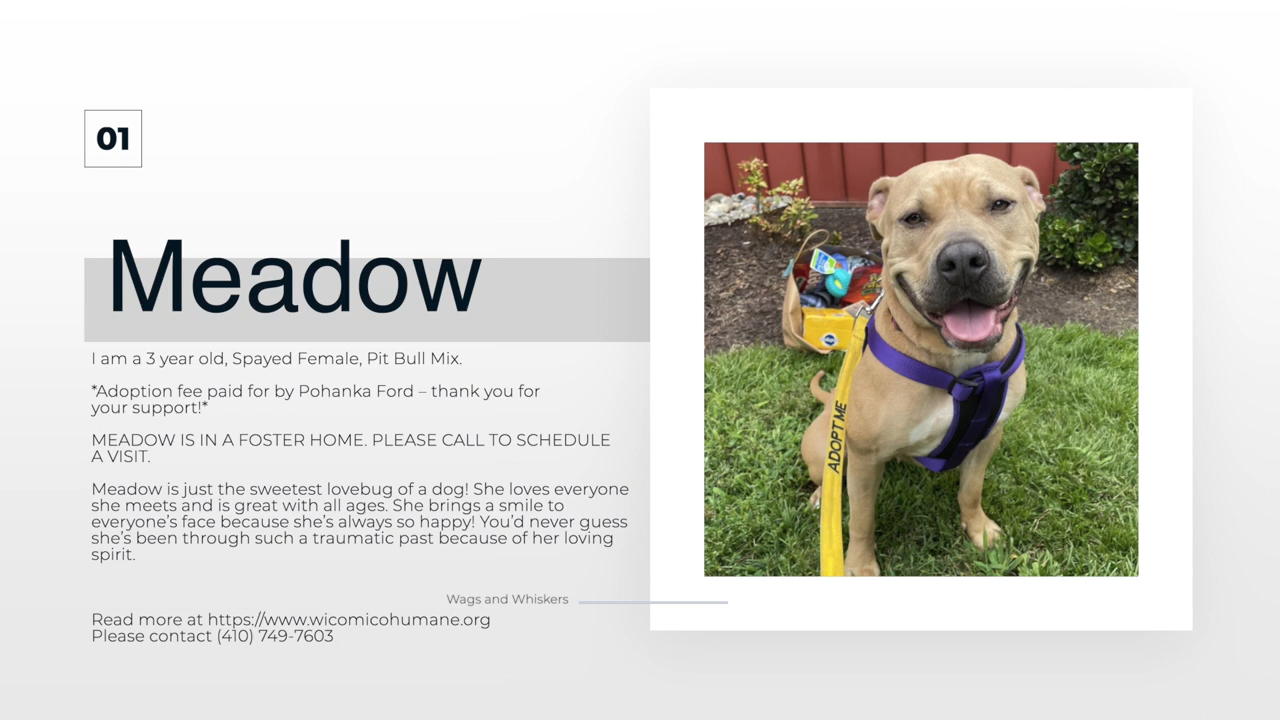 01
Meadow
I am a 3 year old, Spayed Female, Pit Bull Mix.
*Adoption fee paid for by Pohanka Ford – thank you for
your support!*
MEADOW IS IN A FOSTER HOME. PLEASE CALL TO SCHEDULE
A VISIT.
Meadow is just the sweetest lovebug of a dog! She loves everyone
she meets and is great with all ages. She brings a smile to
everyone’s face because she’s always so happy! You’d never guess
she’s been through such a traumatic past because of her loving
spirit.
Wags and Whiskers
Read more at https://www.wicomicohumane.org
Please contact (410) 749-7603
ADOPT ME